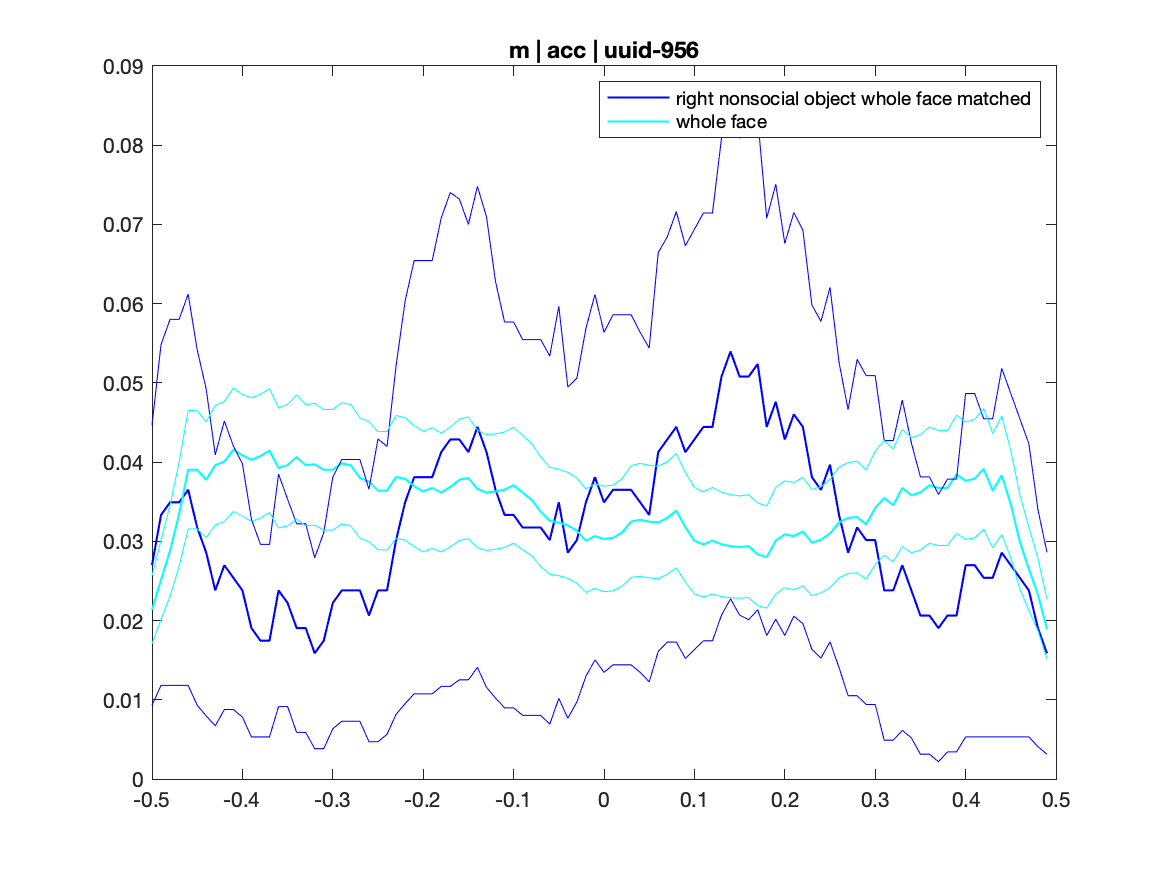 m | acc | uuid-956
0.09
right nonsocial object whole face matched
whole face
0.08
0.07
0.06
0.05
0.04
0.03
0.02
0.01
0
-0.5 -0.4 -0.3 -0.2 -0.1 0 0.1 0.2 0.3 0.4 0.5